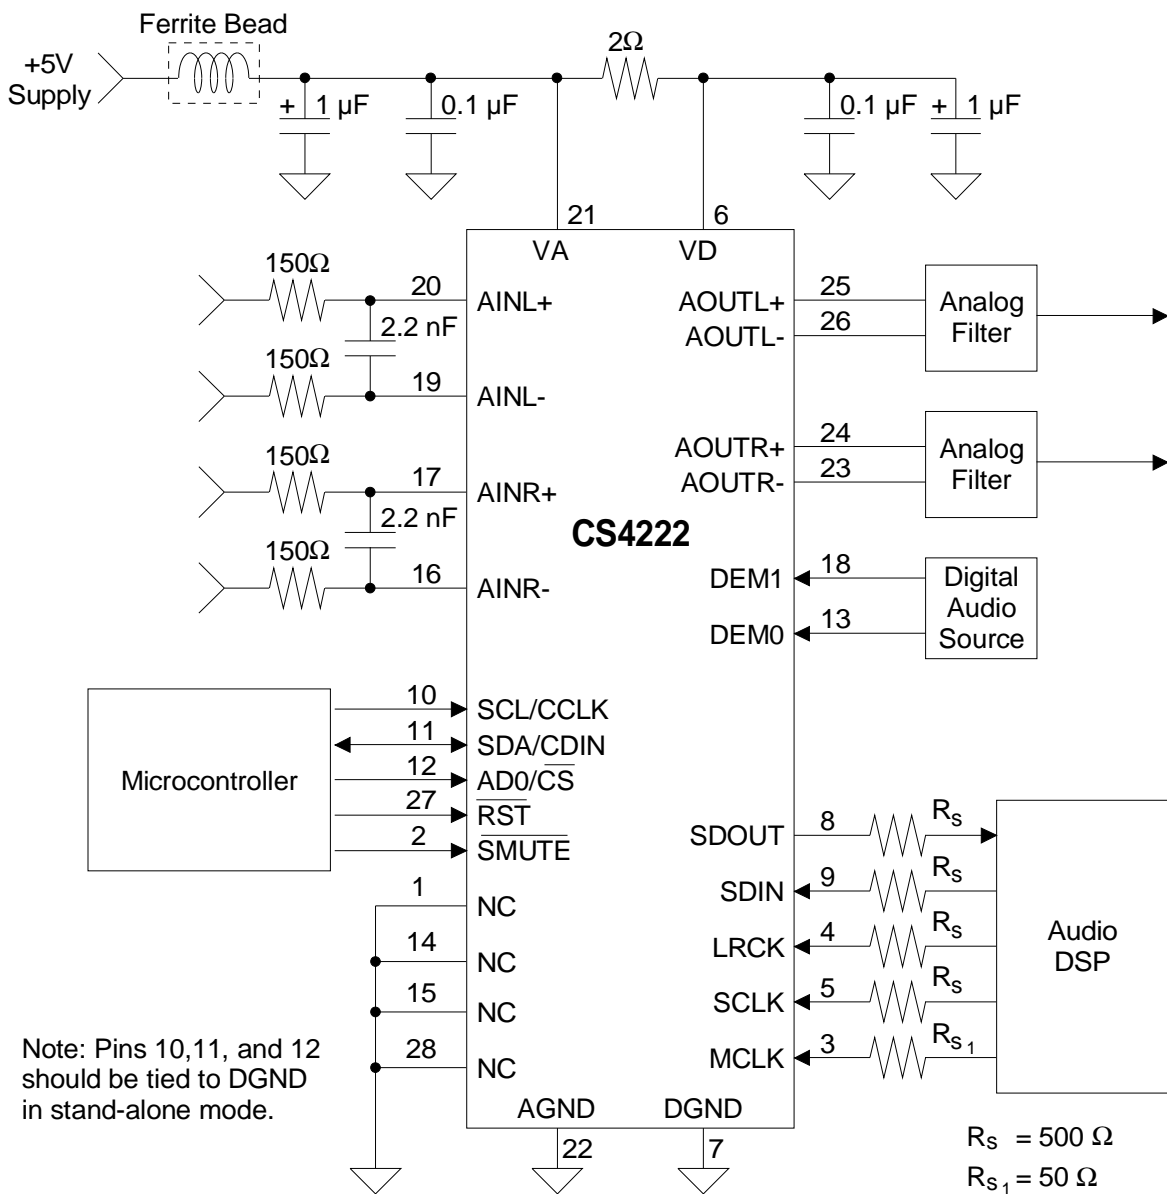 Ferrite Bead
+5V
Supply
2Ω
+ 1 µF
0.1 µF
0.1 µF
+ 1 µF
21
6
VA
VD
150Ω
20
AINL+
2.2 nF
150Ω
19
AINL-
150Ω
17
AINR+
2.2 nF
150Ω
16
AINR-
CS4222
AOUTL+
25
AOUTL-
26
Analog
Filter
AOUTR+
24
AOUTR-
23
Analog
Filter
DEM1
18
DEM0
13
Digital
Audio
Source
Microcontroller
10
SCL/CCLK
11
SDA/CDIN
12
AD0/C̅S̅
27
R̅S̅T̅
2
S̅M̅U̅T̅E̅
1
NC
14
NC
15
NC
28
NC
SDOUT
8
Rs
SDIN
9
Rs
LRCK
4
Rs
SCLK
5
Rs
MCLK
3
Rs1
Audio
DSP
Note: Pins 10,11, and 12
should be tied to DGND
in stand-alone mode.
AGND
DGND
22
7
Rs = 500 Ω
Rs1 = 50 Ω